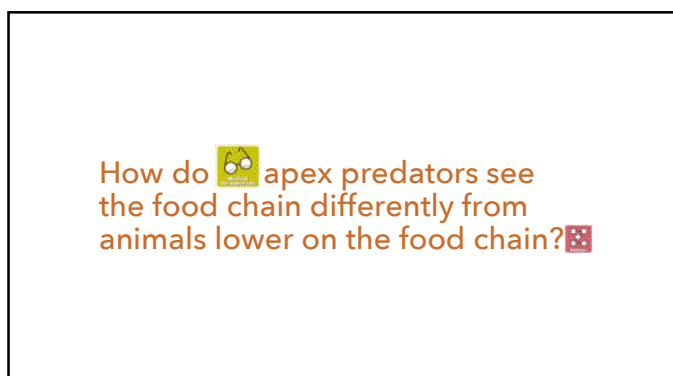 How do apex predators see
the food chain differently from
animals lower on the food chain?